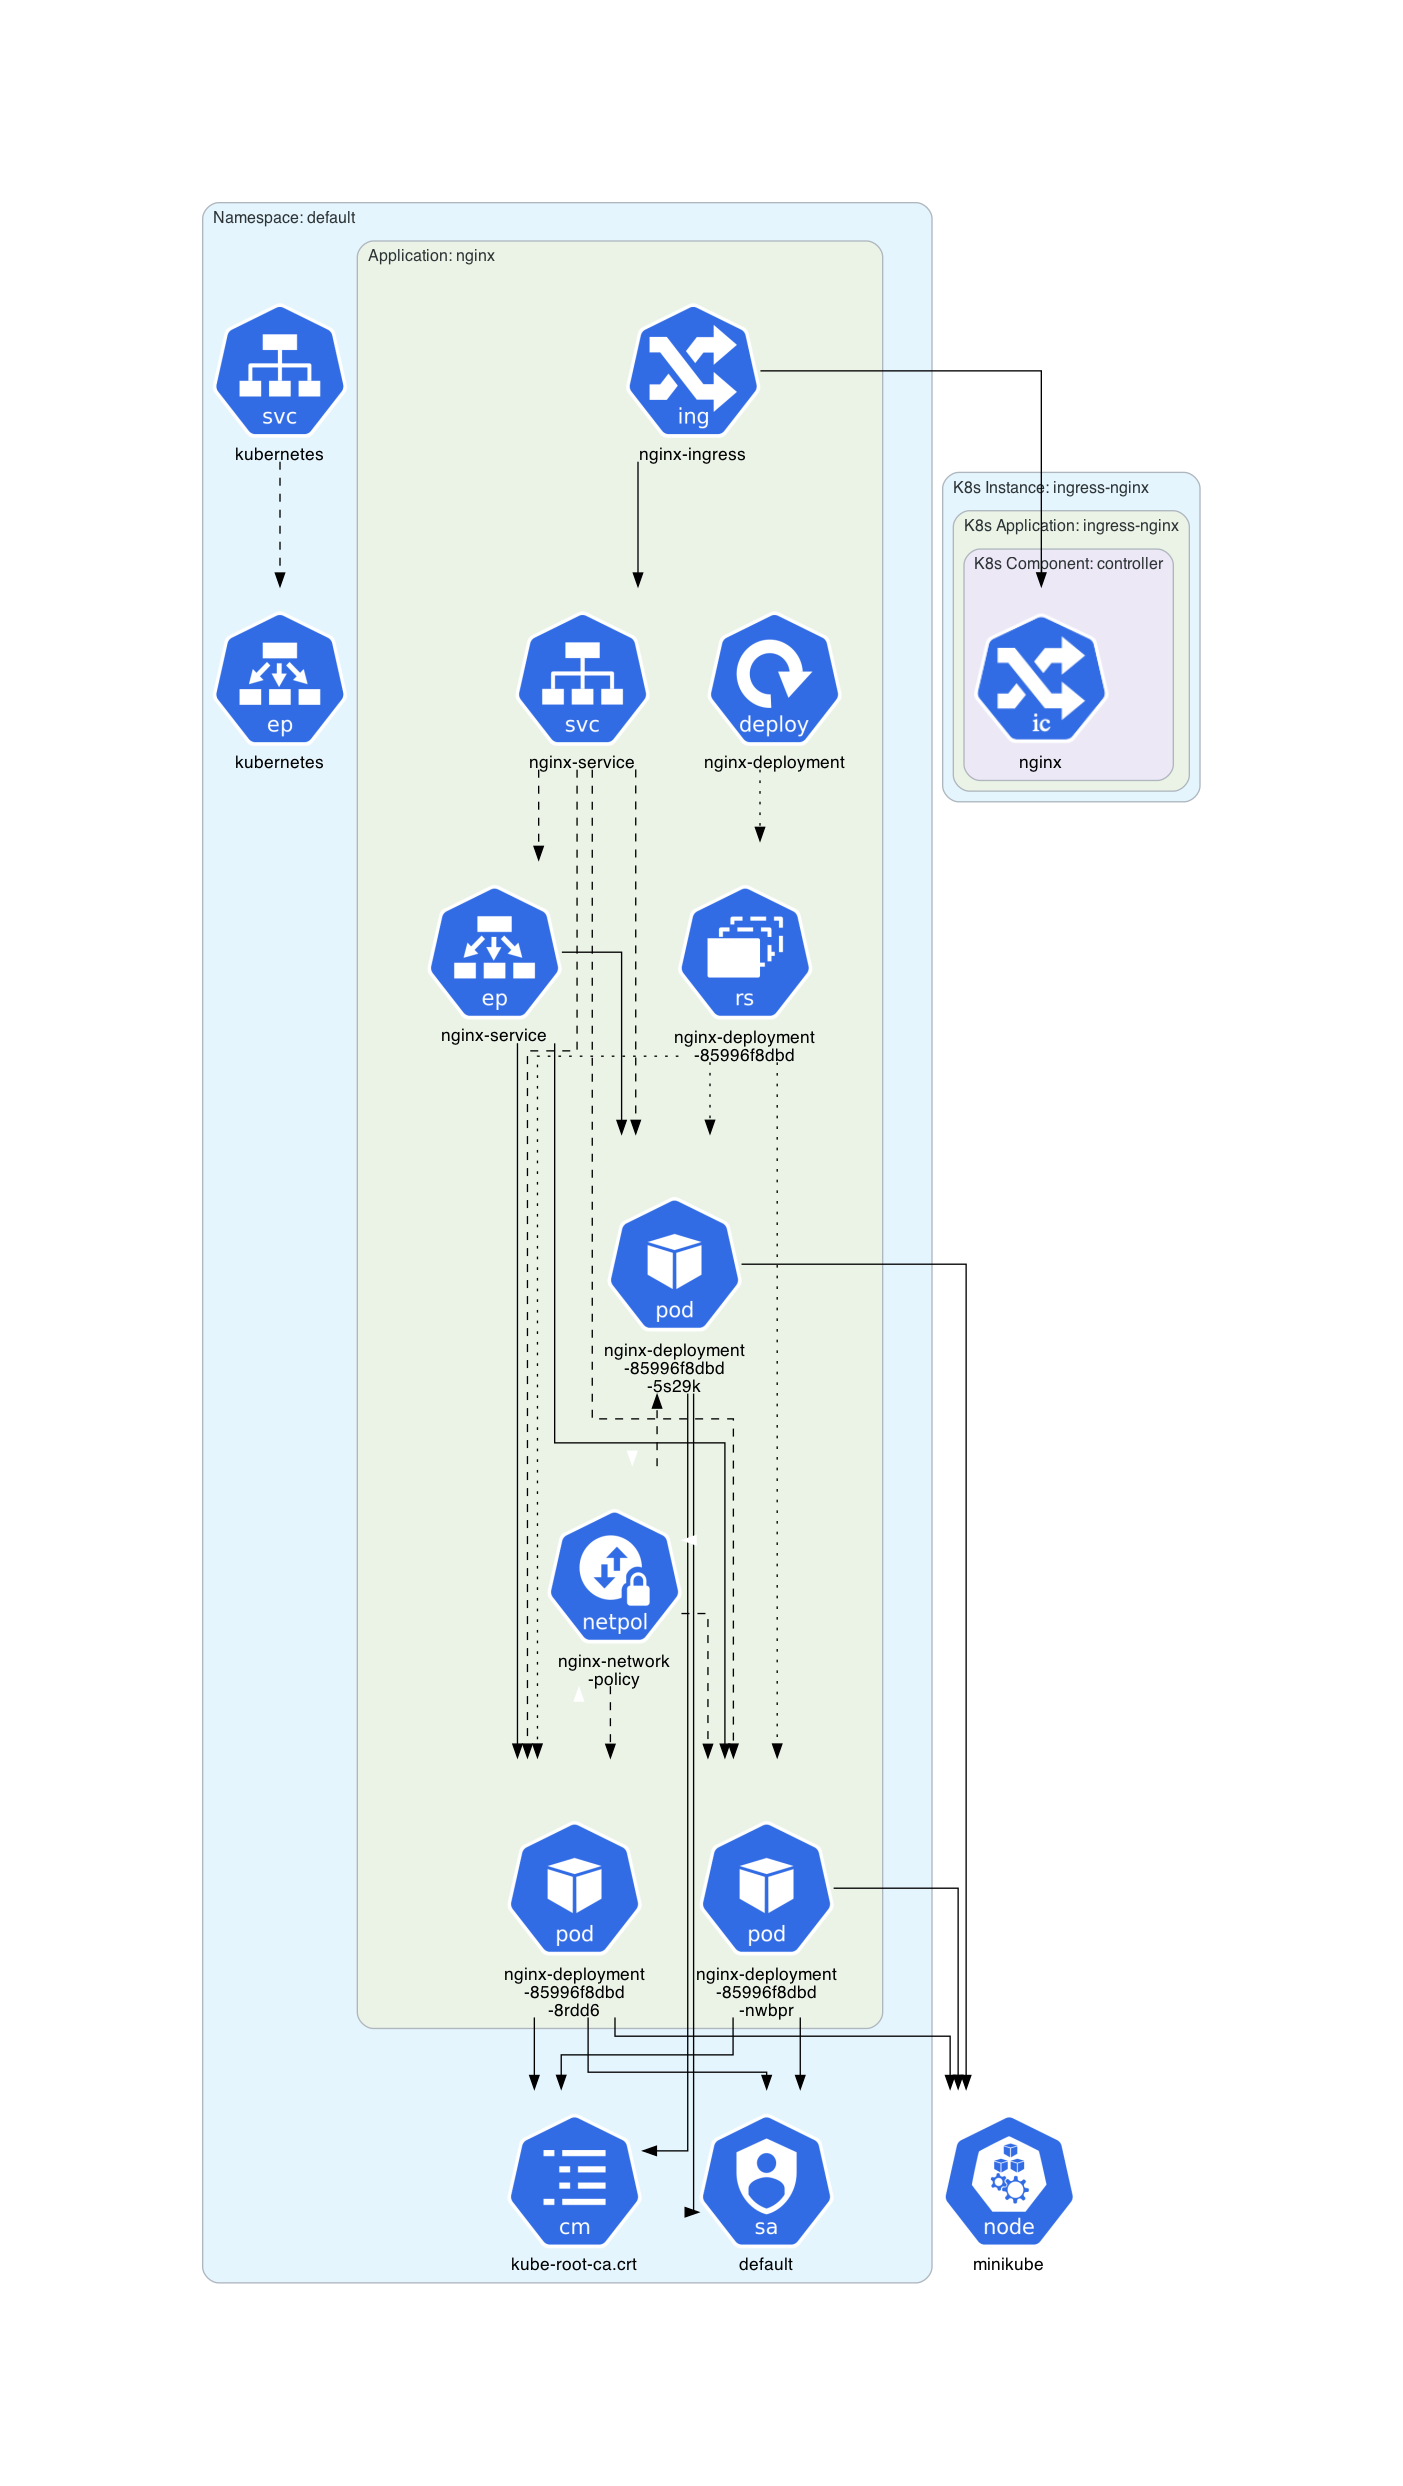 Namespace: default
Application: nginx
svc
kubernetes
ing
nginx-ingress
K8s Instance: ingress-nginx
K8s Application: ingress-nginx
K8s Component: controller
ep
kubernetes
svc
nginx-service
deploy
nginx-deployment
ic
nginx
ep
nginx-service
rs
nginx-deployment
-85996f8dbd
pod
nginx-deployment
-85996f8dbd
-5s29k
netpol
nginx-network
-policy
pod
nginx-deployment
-85996f8dbd
-8rdd6
pod
nginx-deployment
-85996f8dbd
-nwbpr
cm
kube-root-ca.crt
sa
default
node
minikube